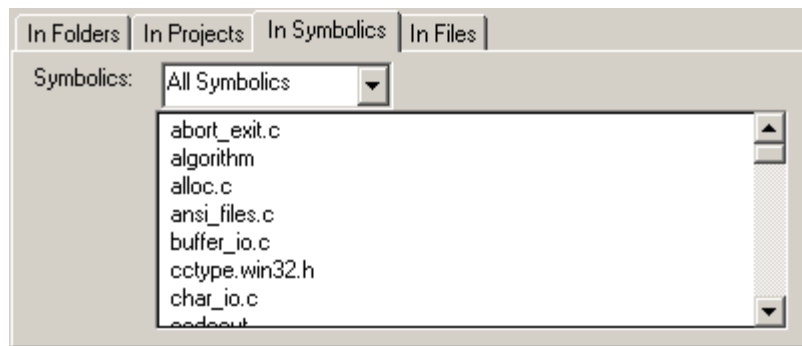 In Folders In Projects In Symbolics In Files
Symbolics: All Symbolics
abort_exit.c
algorithm
alloc.c
ansi_files.c
buffer_io.c
cctype.win32.h
char_io.c